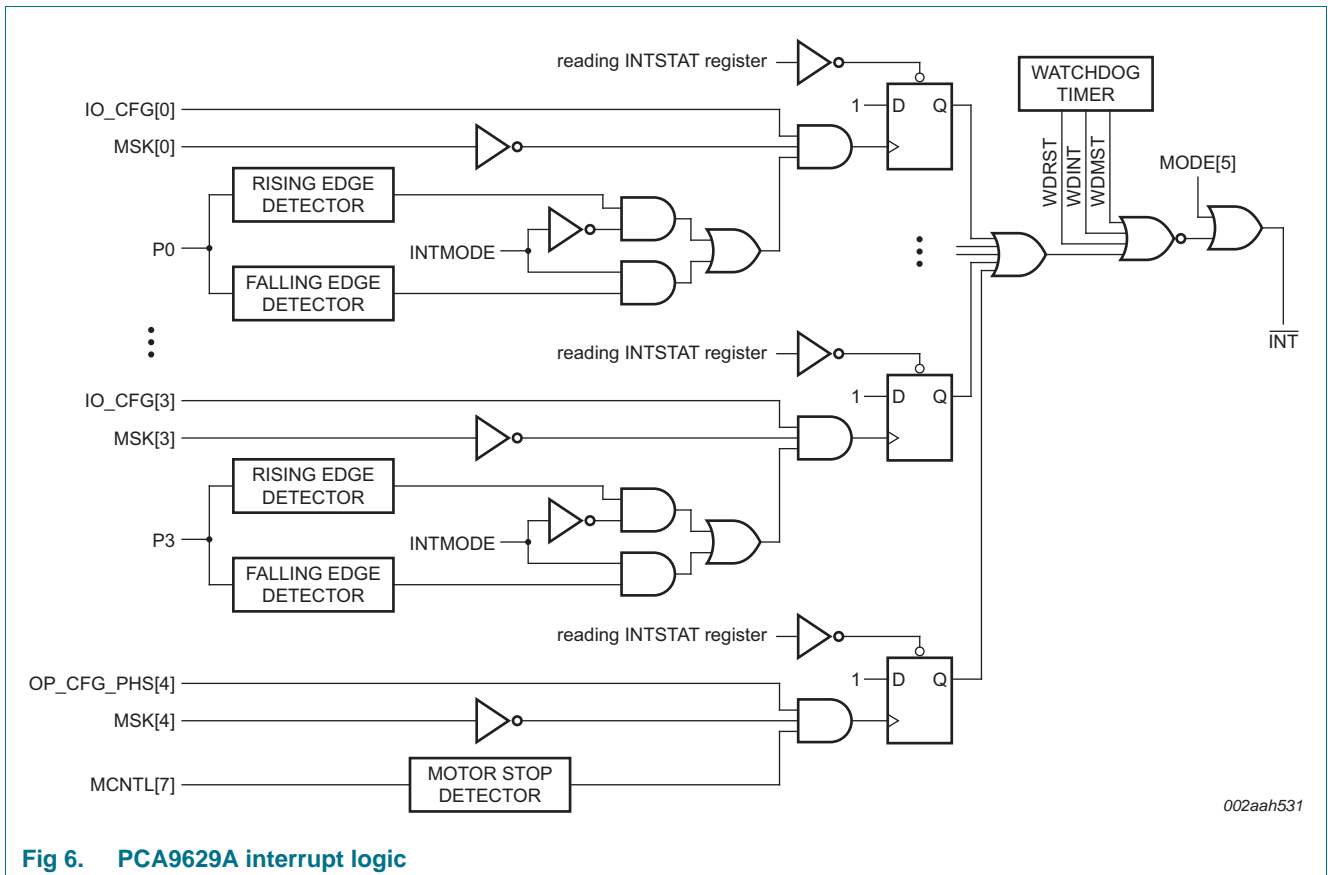 reading INTSTAT register
WATCHDOG
TIMER
IO_CFG[0]
1
D
Q
MSK[0]
WDRST
WDINT
WDMST
MODE[5]
RISING EDGE
DETECTOR
P0
INTMODE
FALLING EDGE
DETECTOR
INT
reading INTSTAT register
IO_CFG[3]
1
D
Q
MSK[3]
RISING EDGE
DETECTOR
P3
INTMODE
FALLING EDGE
DETECTOR
reading INTSTAT register
OP_CFG_PHS[4]
1
D
Q
MSK[4]
MCNTL[7]
MOTOR STOP
DETECTOR
002aah531
Fig 6. PCA9629A interrupt logic